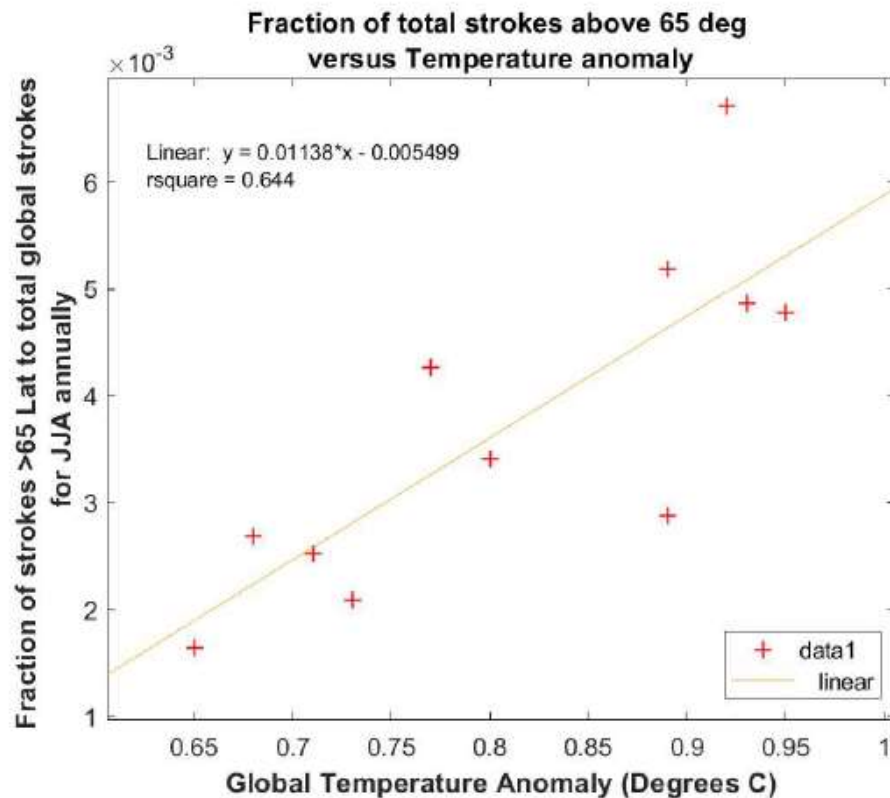 Fraction of total strokes above 65 deg
versus Temperature anomaly
×10⁻³
Linear: y = 0.01138*x - 0.005499
rsquare = 0.644
Fraction of strokes >65 Lat to total global strokes
for JJA annually
6
5
4
3
2
1
data1
linear
0.65 0.7 0.75 0.8 0.85 0.9 0.95 1
Global Temperature Anomaly (Degrees C)